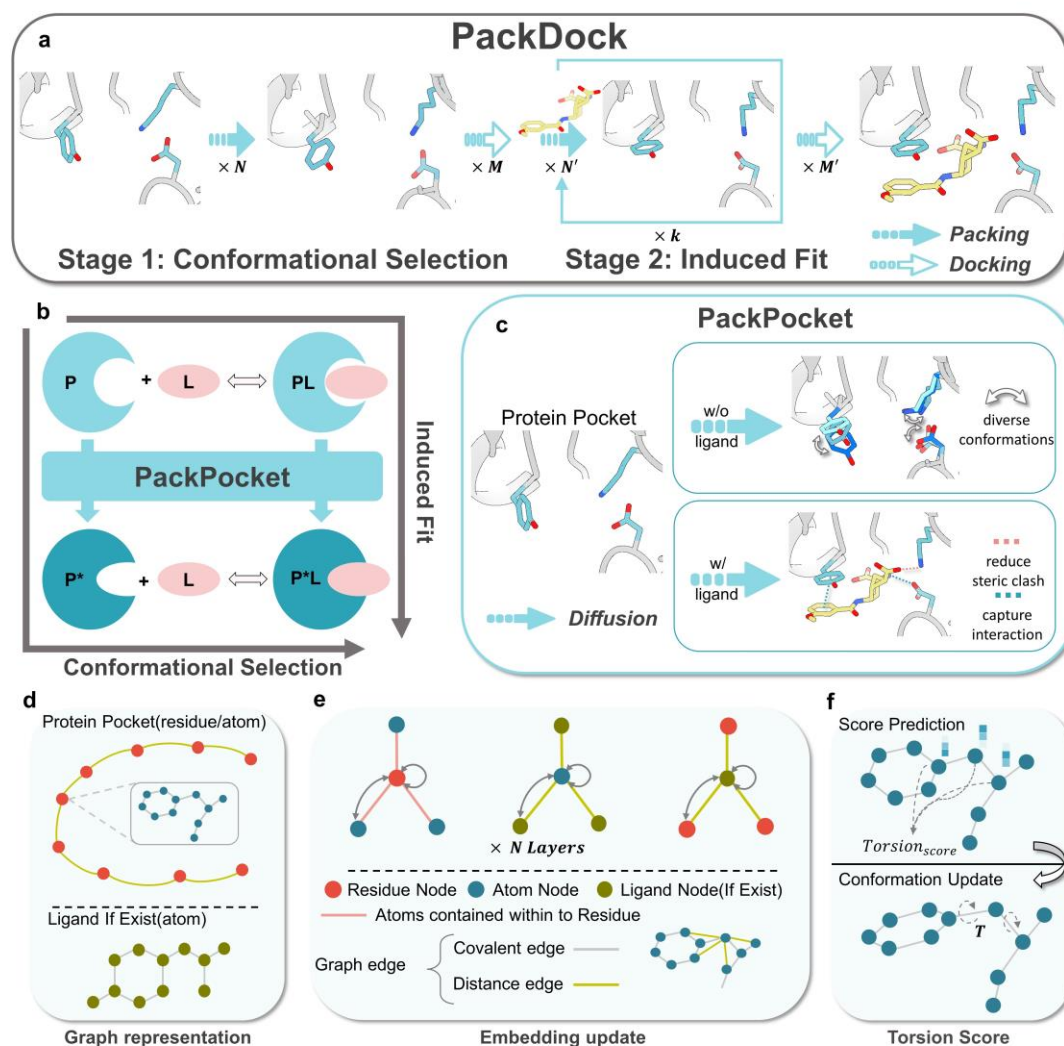 a
PackDock
× N
× M
× N'
× M'
× k
Stage 1: Conformational Selection
Stage 2: Induced Fit
Packing
Docking
b
P
+
L
PL
PackPocket
P*
+
L
P*L
Induced Fit
Conformational Selection
c
PackPocket
Protein Pocket
w/o
ligand
diverse
conformations
w/
ligand
reduce
steric clash
capture
interaction
Diffusion
d
Protein Pocket(residue/atom)
Ligand If Exist(atom)
Graph representation
e
× N Layers
Residue Node
Atom Node
Ligand Node(If Exist)
Atoms contained within to Residue
Graph edge
Covalent edge
Distance edge
Embedding update
f
Score Prediction
Torsion score
Conformation Update
T
Torsion Score